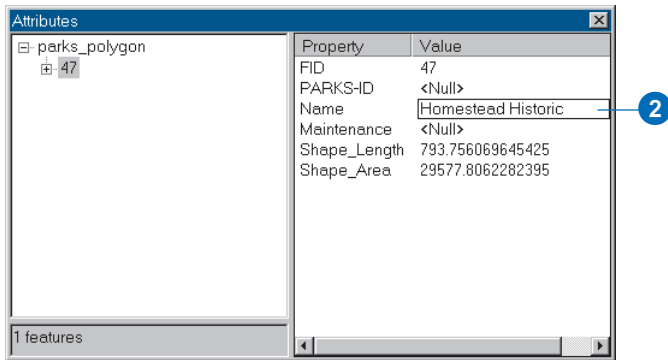 Attributes
parks_polygon
47
1 features
Property Value
FID 47
PARKS-ID <Null>
Name Homestead Historic
Maintenance <Null>
Shape_Length 793.756069645425
Shape_Area 29577.8062282395
2